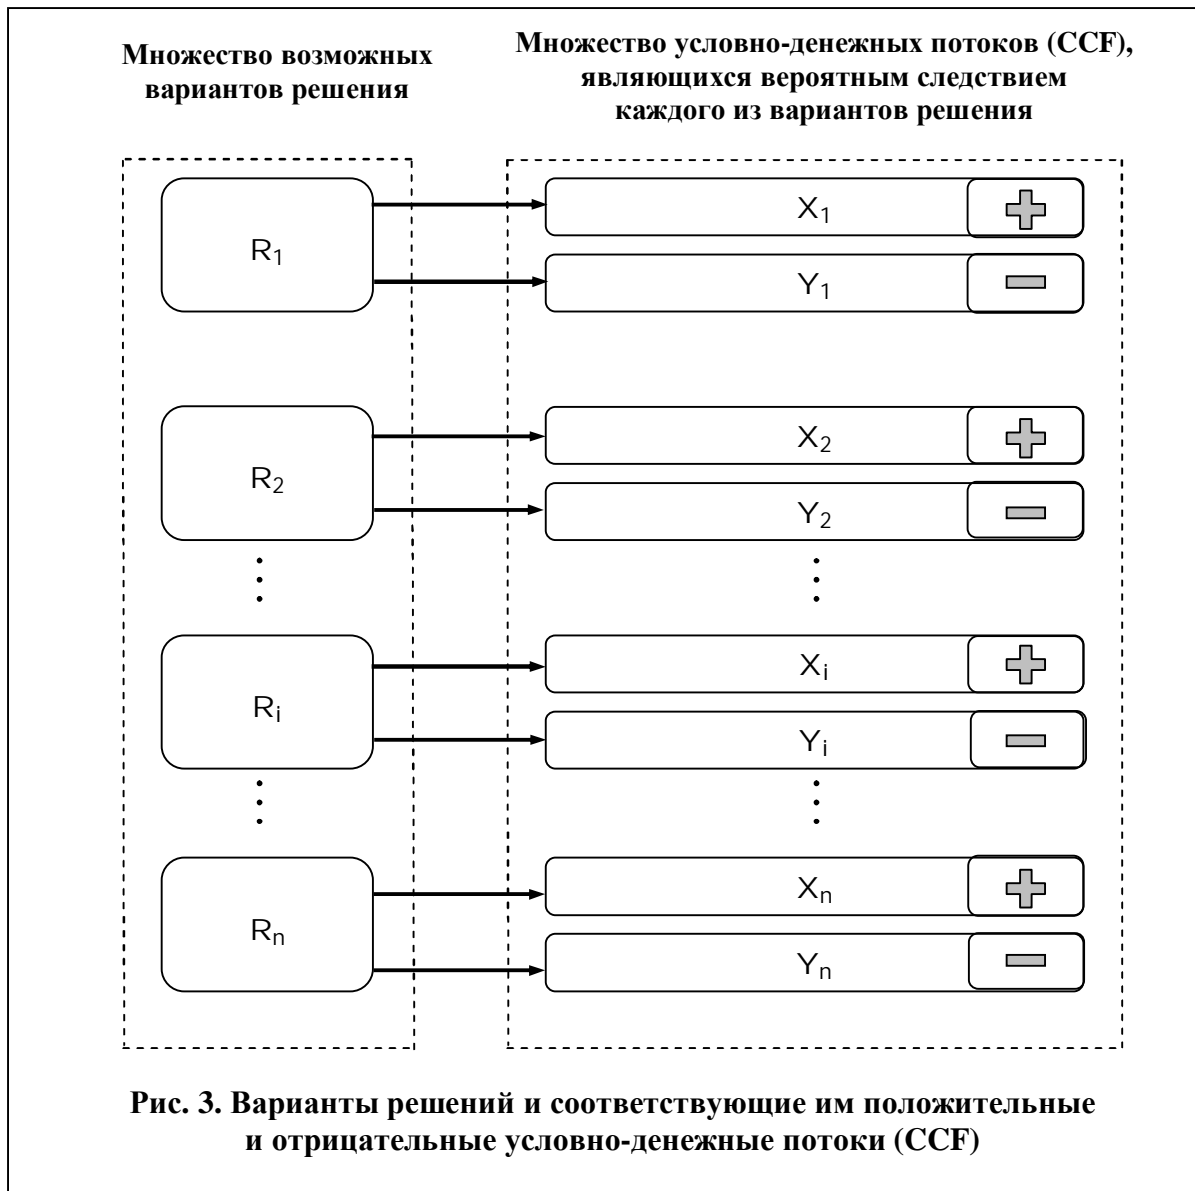 Множество возможных
вариантов решения
Множество условно-денежных потоков (CCF),
являющихся вероятным следствием
каждого из вариантов решения
R₁
X₁
Y₁
R₂
X₂
Y₂
Rᵢ
Xᵢ
Yᵢ
Rₙ
Xₙ
Yₙ
Рис. 3. Варианты решений и соответствующие им положительные
и отрицательные условно-денежные потоки (CCF)